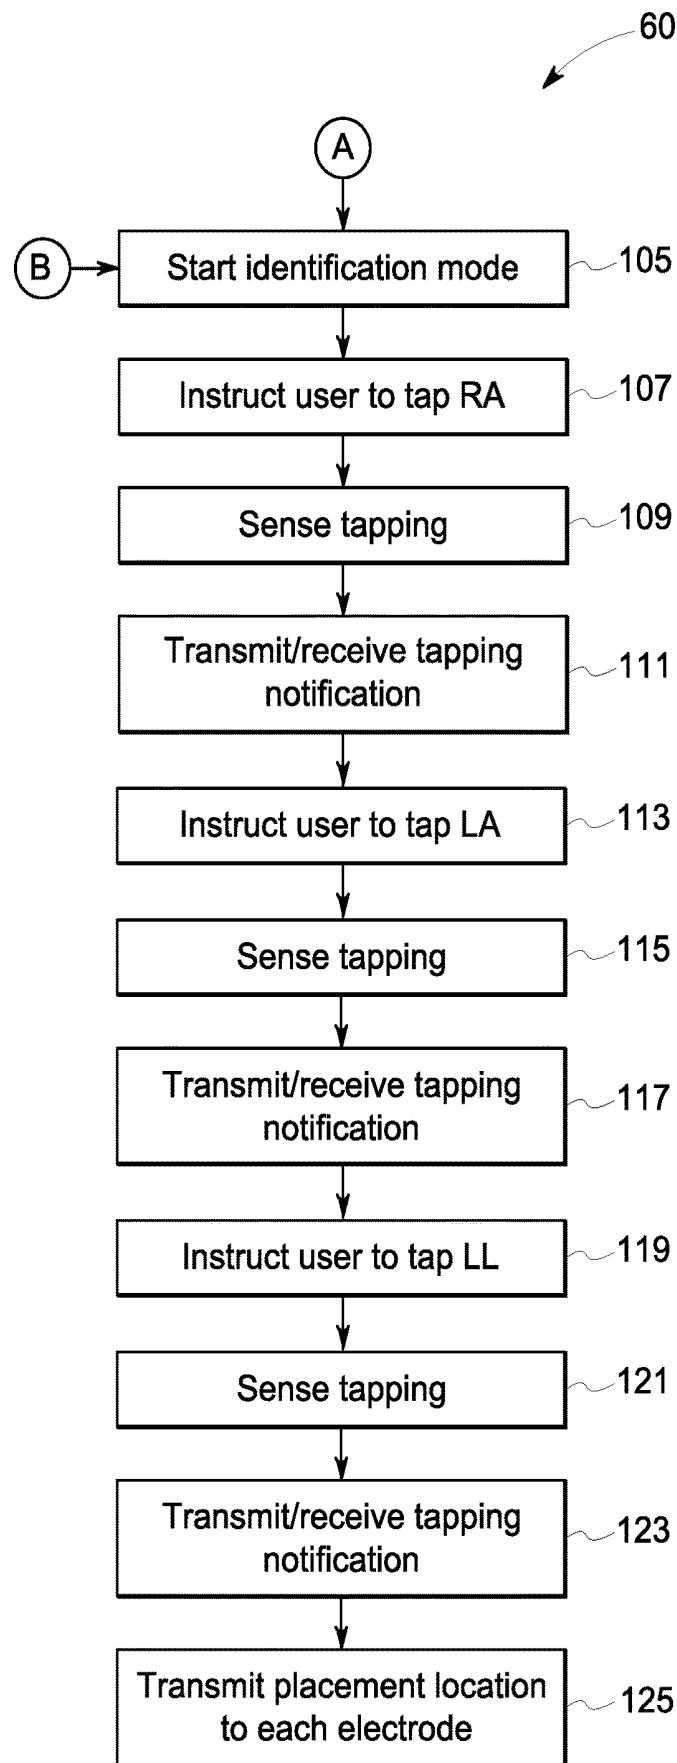 60
A
B
Start identification mode
105
Instruct user to tap RA
107
Sense tapping
109
Transmit/receive tapping
notification
111
Instruct user to tap LA
113
Sense tapping
115
Transmit/receive tapping
notification
117
Instruct user to tap LL
119
Sense tapping
121
Transmit/receive tapping
notification
123
Transmit placement location
to each electrode
125